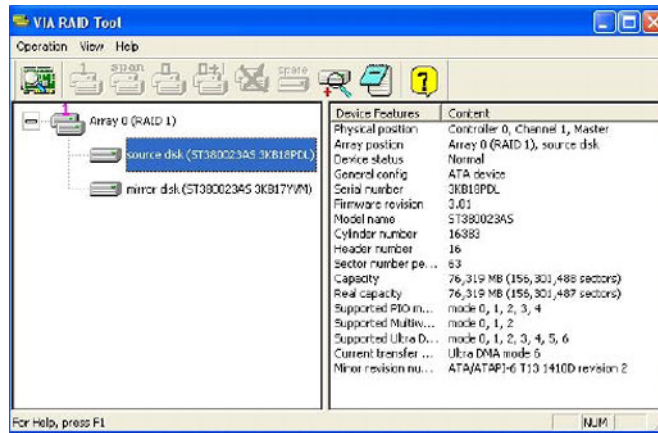 VIA RAID Tool
Operation View Help
1 span spare
Device Features Content
1
Array 0 (RAID 1)
source disk (ST380023AS 3KB18PDL)
mirror disk (ST380023AS 3KB17YVM)
Physical position Controller 0, Channel 1, Master
Array postion Array 0 (RAID 1), source disk
Device status Normal
General config ATA device
Serial number 3KB18PDL
Firmware revision 3.01
Model name ST380023AS
Cylinder number 16383
Header number 16
Sector number pe... 63
Capacity 76,319 MB (156,301,488 sectors)
Real capacity 76,319 MB (156,301,487 sectors)
Supported PIO m... mode 0, 1, 2, 3, 4
Supported Multiw... mode 0, 1, 2
Supported Ultra D... mode 0, 1, 2, 3, 4, 5, 6
Current transfer ... Ultra DMA mode 6
Minor revision nu... ATA/ATAPI-6 T13 1410D revision 2
For Help, press F1
NUM